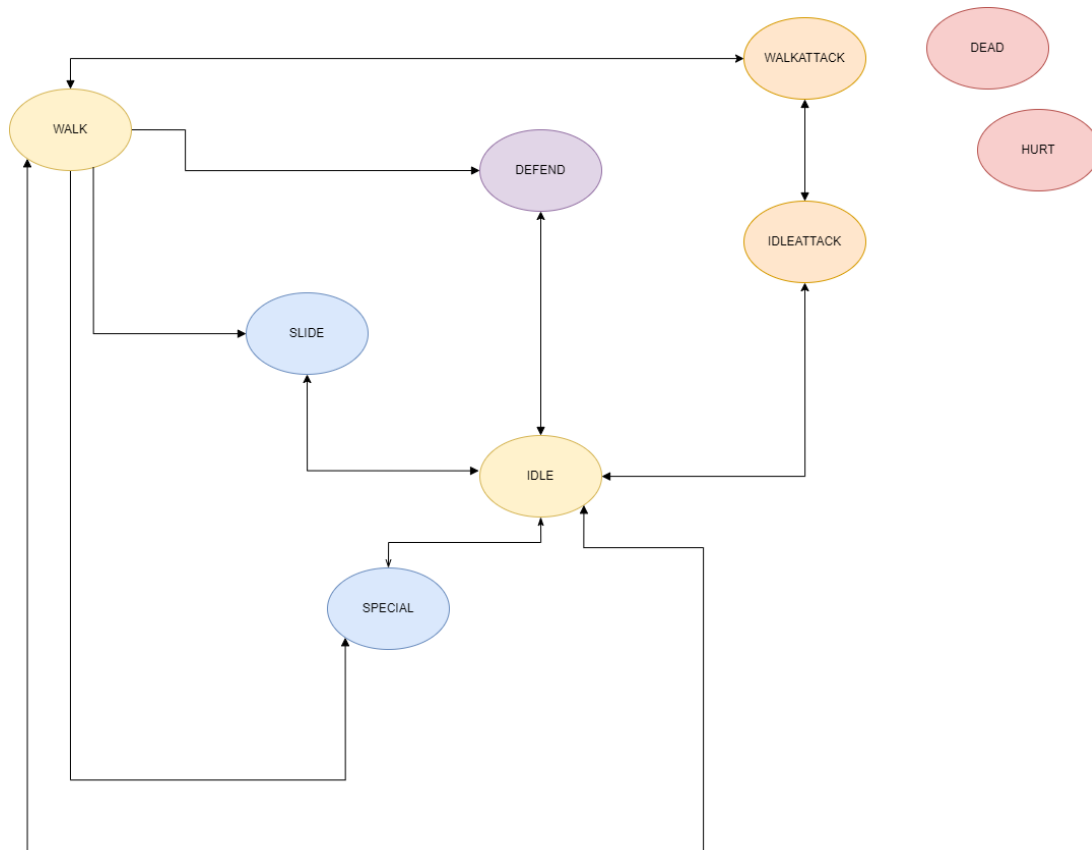 DEAD
WALKATTACK
WALK
HURT
DEFEND
IDLEATTACK
SLIDE
IDLE
SPECIAL